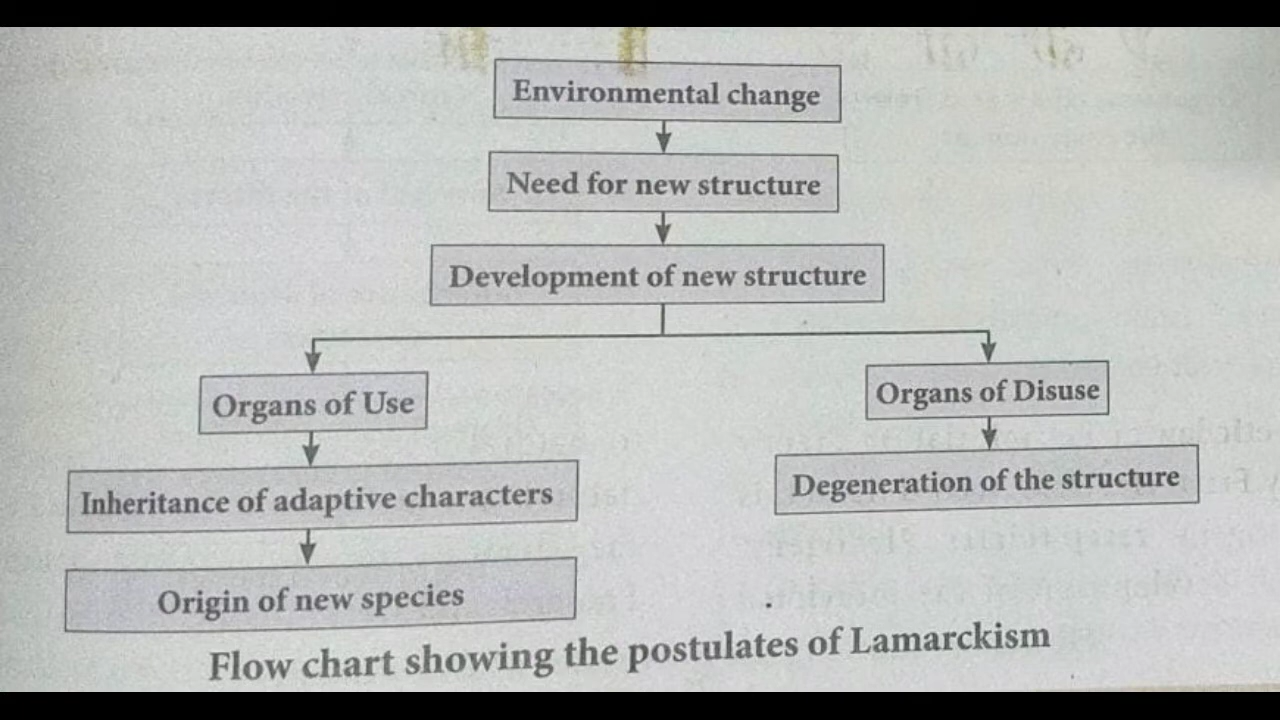 Environmental change
Need for new structure
Development of new structure
Organs of Use
Organs of Disuse
Inheritance of adaptive characters
Degeneration of the structure
Origin of new species
Flow chart showing the postulates of Lamarckism